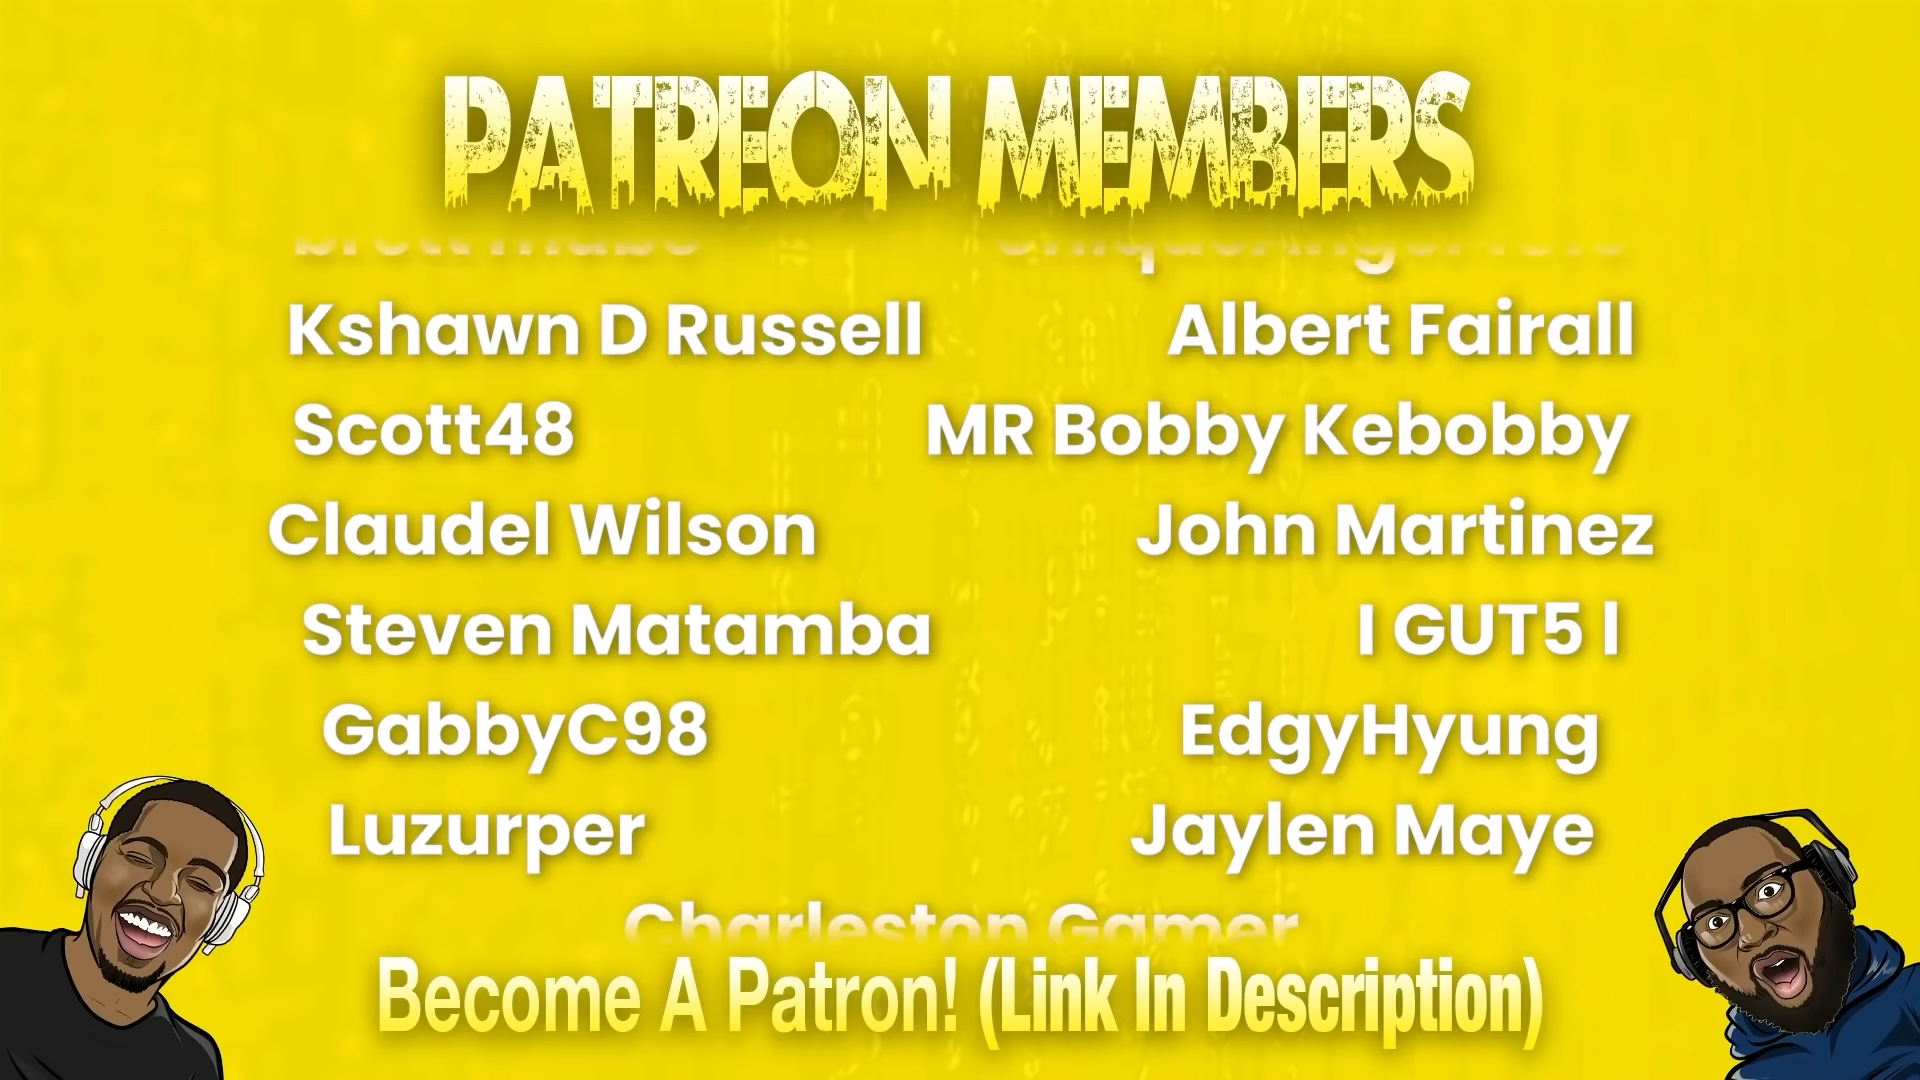 PATREON MEMBERS
Kshawn D Russell Albert Fairall
Scott48 MR Bobby Kebobby
Claudel Wilson John Martinez
Steven Matamba I GUT5 l
GabbyC98 EdgyHyung
Luzurper Jaylen Maye
Charleston Gamer
Become A Patron! (Link In Description)